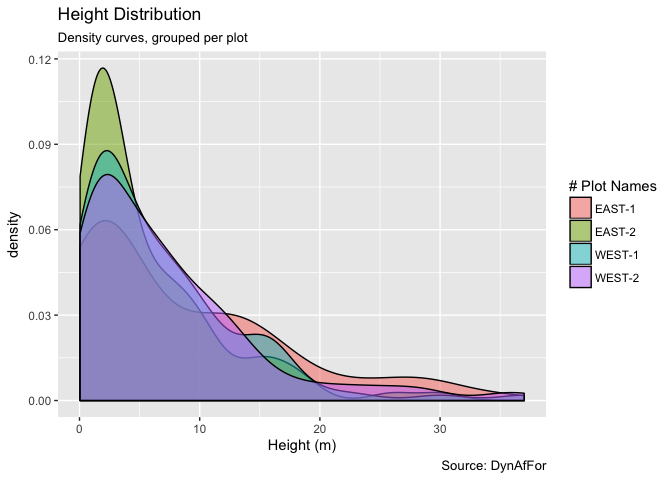 Height Distribution
Density curves, grouped per plot
0.12
0.09
0.06
0.03
0.00
density
0 10 20 30
Height (m)
# Plot Names
EAST-1
EAST-2
WEST-1
WEST-2
Source: DynAfFor